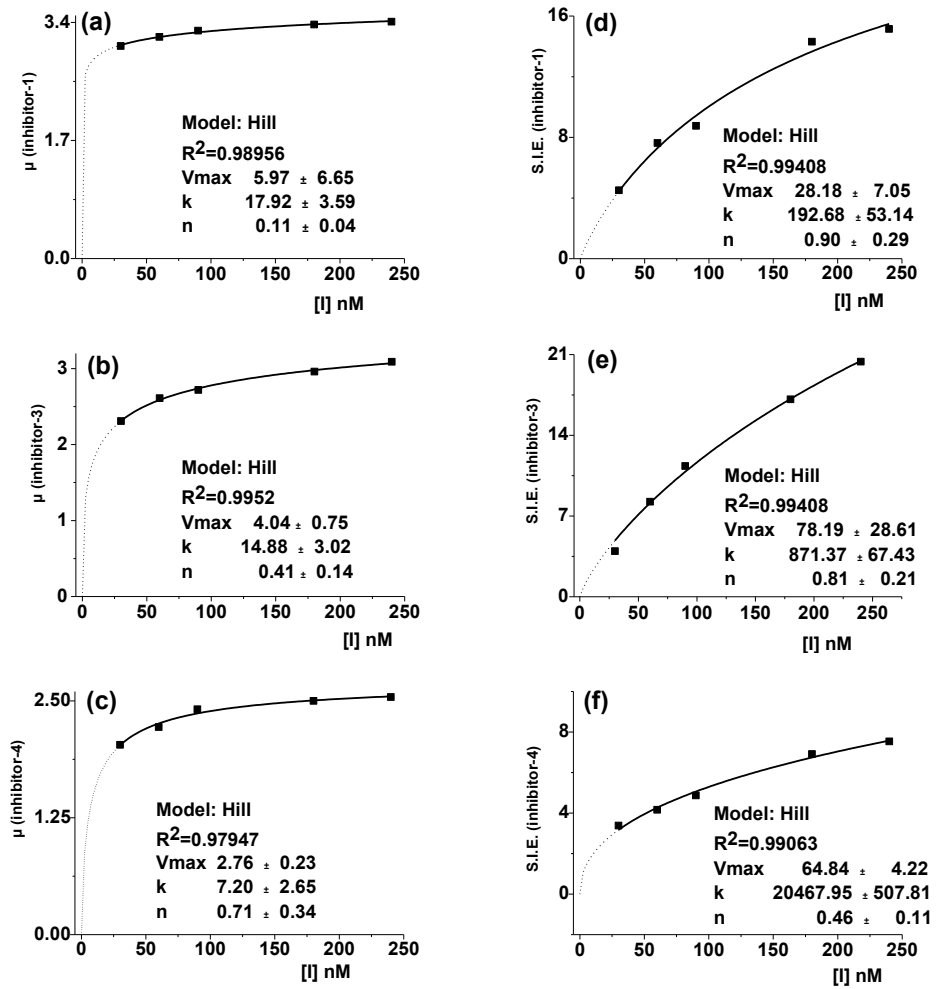 (a)
μ (inhibitor-1)
3.4
1.7
0.0
Model: Hill
R2=0.98956
Vmax 5.97 ± 6.65
k 17.92 ± 3.59
n 0.11 ± 0.04
0 50 100 150 200 250
[I] nM
(d)
S.I.E. (inhibitor-1)
16
8
0
Model: Hill
R2=0.99408
Vmax 28.18 ± 7.05
k 192.68 ± 53.14
n 0.90 ± 0.29
0 50 100 150 200 250
[I] nM
(b)
μ (inhibitor-3)
3
2
1
0
Model: Hill
R2=0.9952
Vmax 4.04 ± 0.75
k 14.88 ± 3.02
n 0.41 ± 0.14
0 50 100 150 200 250
[I] nM
(e)
S.I.E. (inhibitor-3)
21
14
7
0
Model: Hill
R2=0.99408
Vmax 78.19 ± 28.61
k 871.37 ± 67.43
n 0.81 ± 0.21
0 50 100 150 200 250
[I] nM
(c)
μ (inhibitor-4)
2.50
1.25
0.00
Model: Hill
R2=0.97947
Vmax 2.76 ± 0.23
k 7.20 ± 2.65
n 0.71 ± 0.34
0 50 100 150 200 250
[I] nM
(f)
S.I.E. (inhibitor-4)
8
4
0
Model: Hill
R2=0.99063
Vmax 64.84 ± 4.22
k 20467.95 ± 507.81
n 0.46 ± 0.11
0 50 100 150 200 250
[I] nM